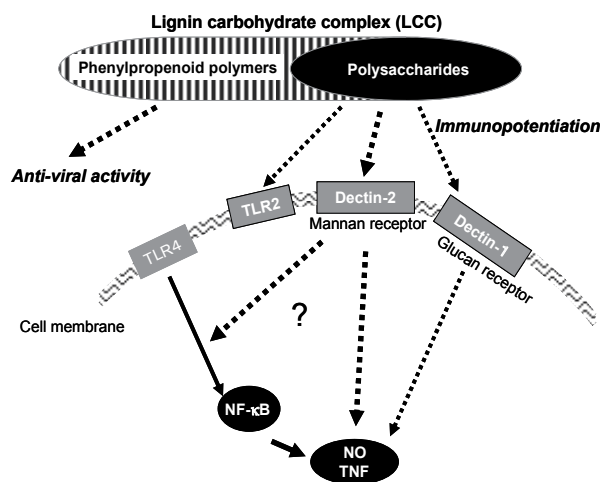 Lignin carbohydrate complex (LCC)
Phenylpropenoid polymers
Polysaccharides
Immunopotentiation
Anti-viral activity
TLR2
Dectin-2
Mannan receptor
Dectin-1
Glucan receptor
TLR4
Cell membrane
?
NF-κB
NO
TNF